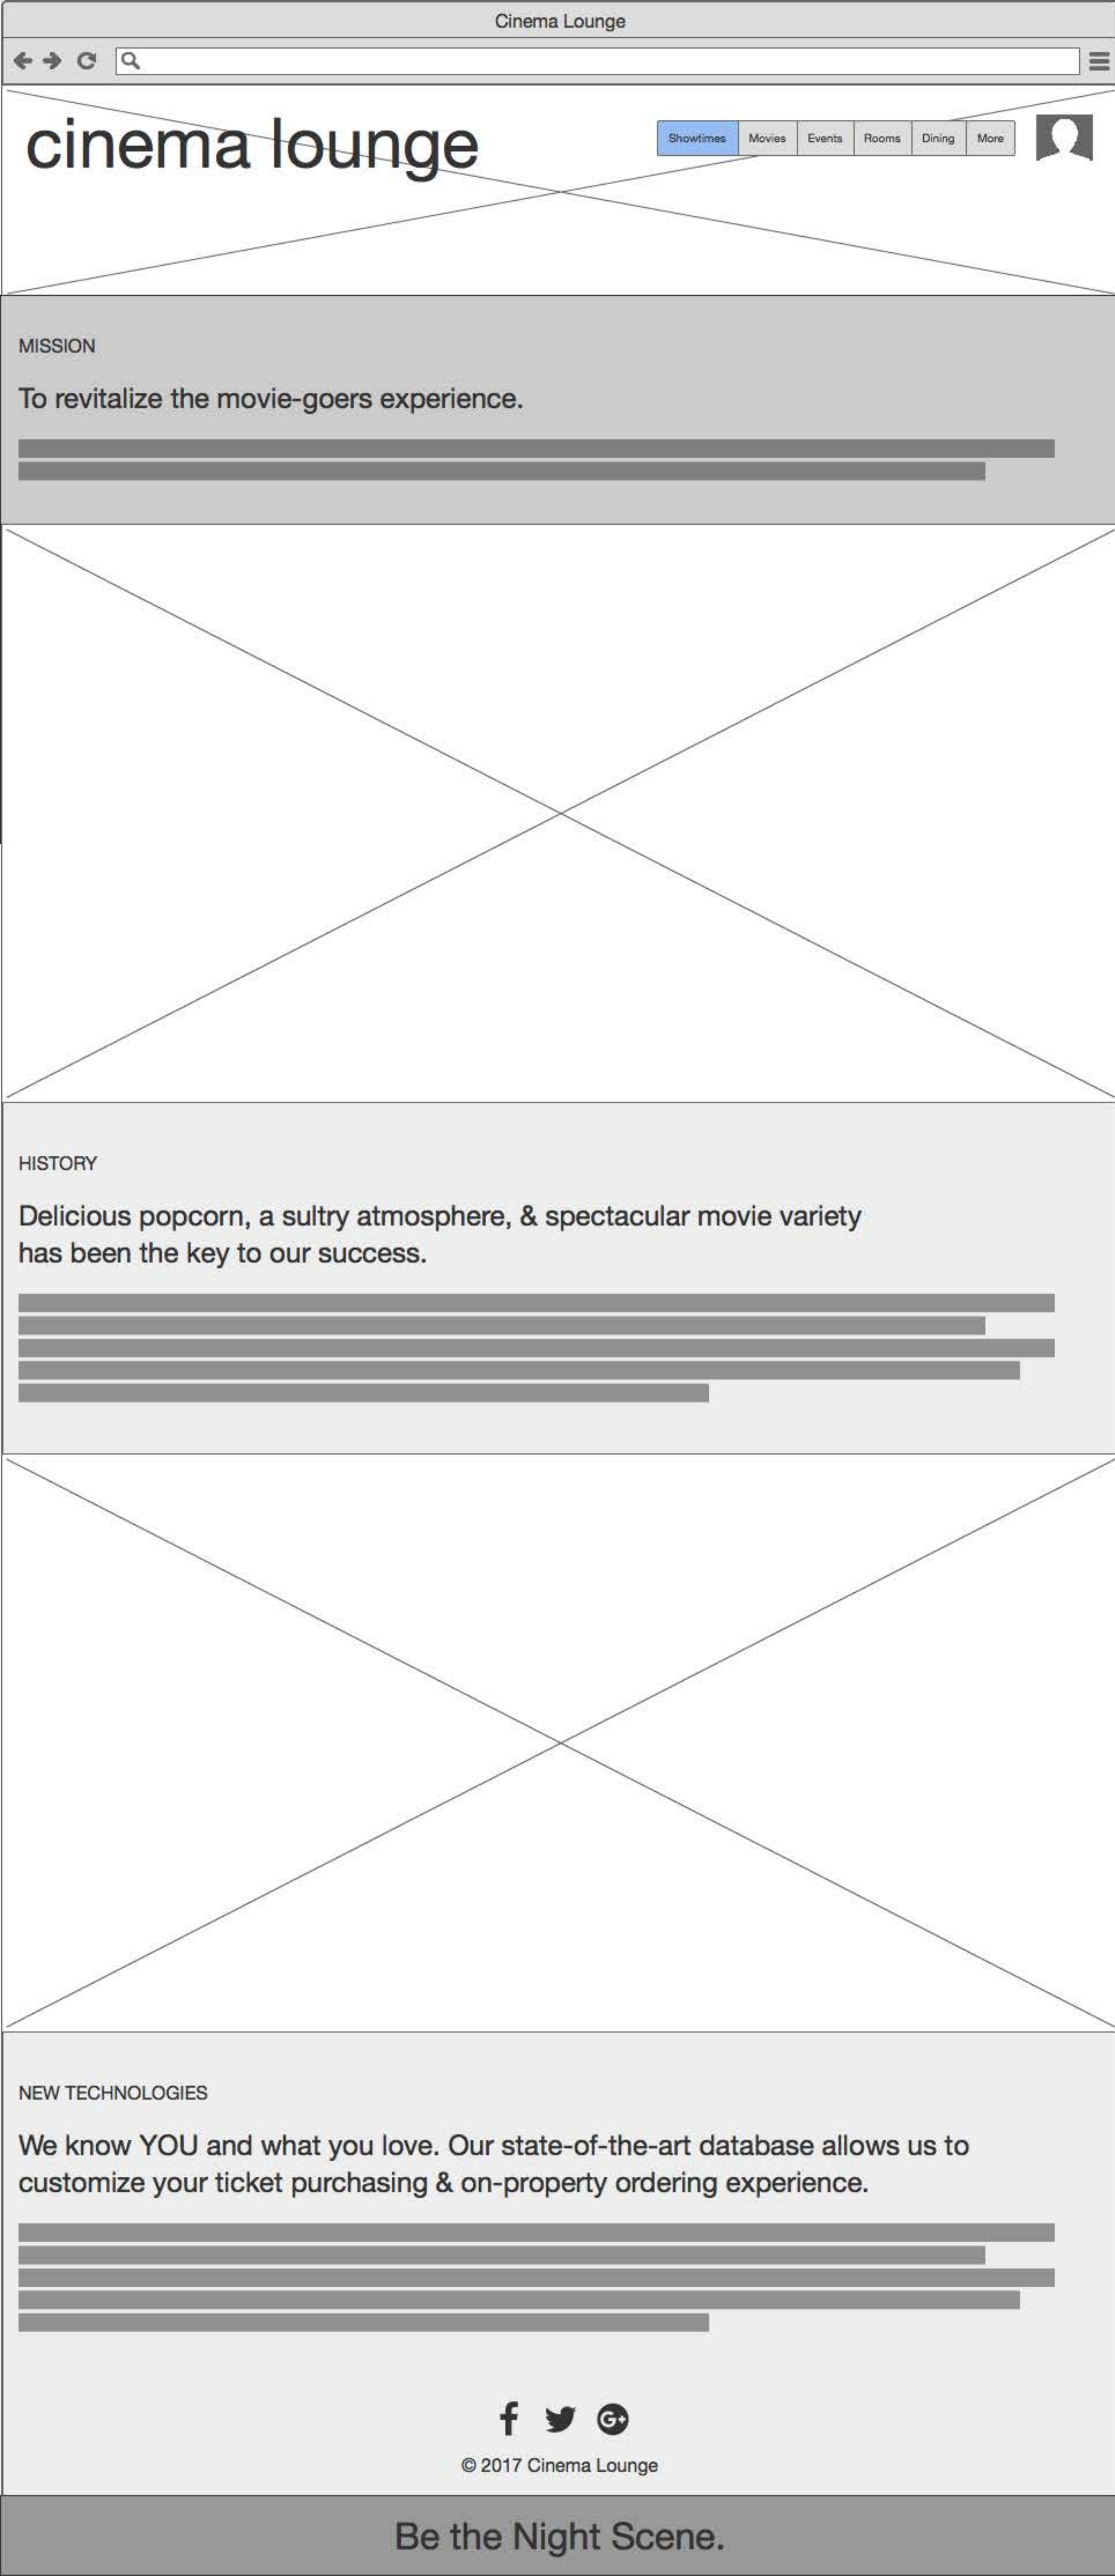 Cinema Lounge
cinema lounge
Showtimes Movies Events Rooms Dining More
MISSION
To revitalize the movie-goers experience.
HISTORY
Delicious popcorn, a sultry atmosphere, & spectacular movie variety
has been the key to our success.
NEW TECHNOLOGIES
We know YOU and what you love. Our state-of-the-art database allows us to
customize your ticket purchasing & on-property ordering experience.
G+
© 2017 Cinema Lounge
Be the Night Scene.